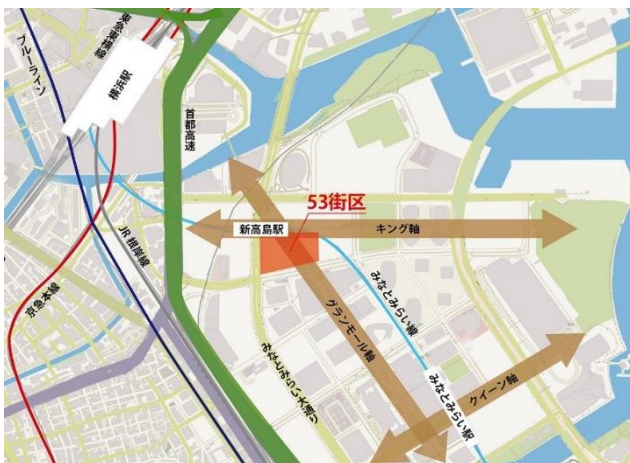 東急東横線
ブルーライン
横浜駅
首都高速
53街区
新高島駅
キング軸
JR 根岸線
京急本線
みなとみらい線
グランモール軸
みなとみらい大通り
クイーン軸
みなとみらい駅